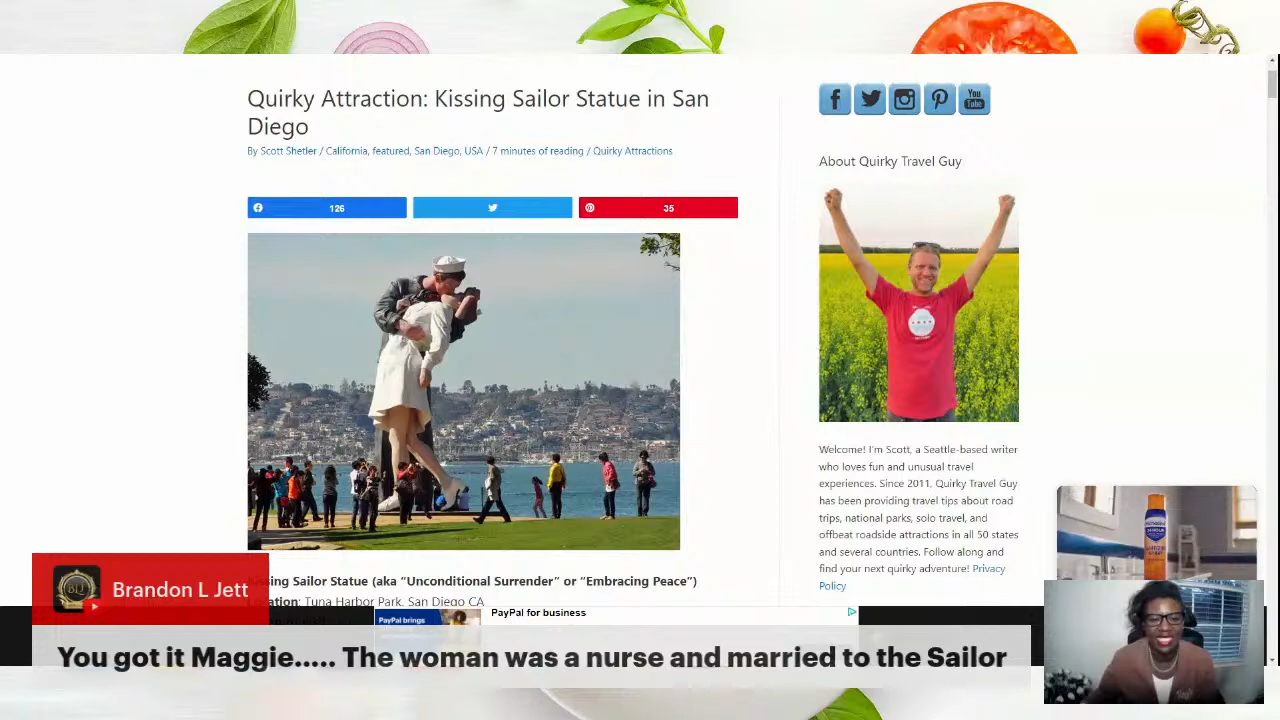 Quirky Attraction: Kissing Sailor Statue in San
Diego
By Scott Shetler / California, featured, San Diego, USA / 7 minutes of reading / Quirky Attractions
126
35
About Quirky Travel Guy
You
Tube
Welcome! I'm Scott, a Seattle-based writer
who loves fun and unusual travel
experiences. Since 2011, Quirky Travel Guy
has been providing travel tips about road
trips, national parks, solo travel, and
offbeat roadside attractions in all 50 states
and several countries. Follow along and
find your next quirky adventure! Privacy
Policy
Kissing Sailor Statue (aka “Unconditional Surrender” or “Embracing Peace”)
Location: Tuna Harbor Park, San Diego CA
PayPal brings
PayPal for business
Brandon L Jett
You got it Maggie..... The woman was a nurse and married to the Sailor